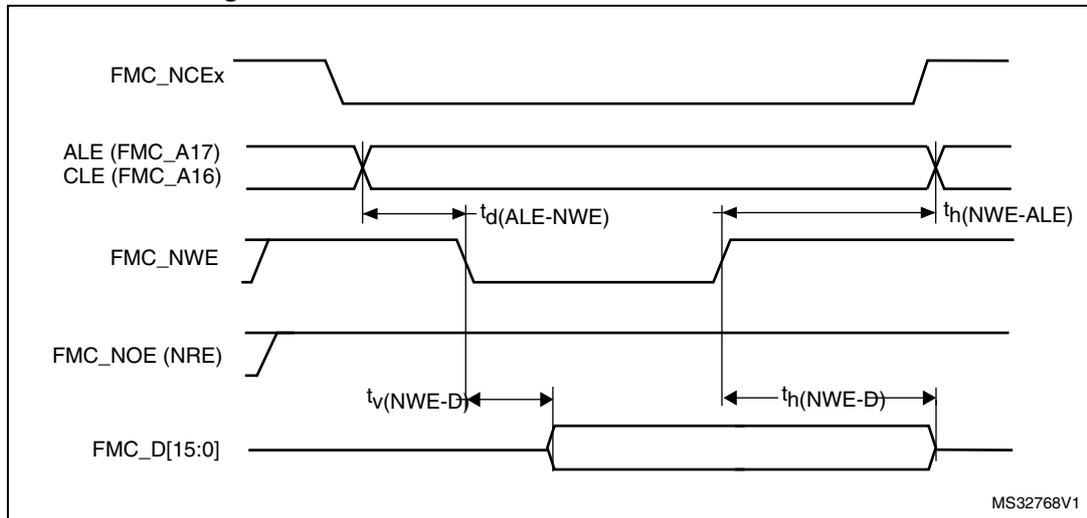 FMC_NCEx
ALE (FMC_A17)
CLE (FMC_A16)
td(ALE-NWE)
th(NWE-ALE)
FMC_NWE
FMC_NOE (NRE)
tv(NWE-D)
th(NWE-D)
FMC_D[15:0]
MS32768V1